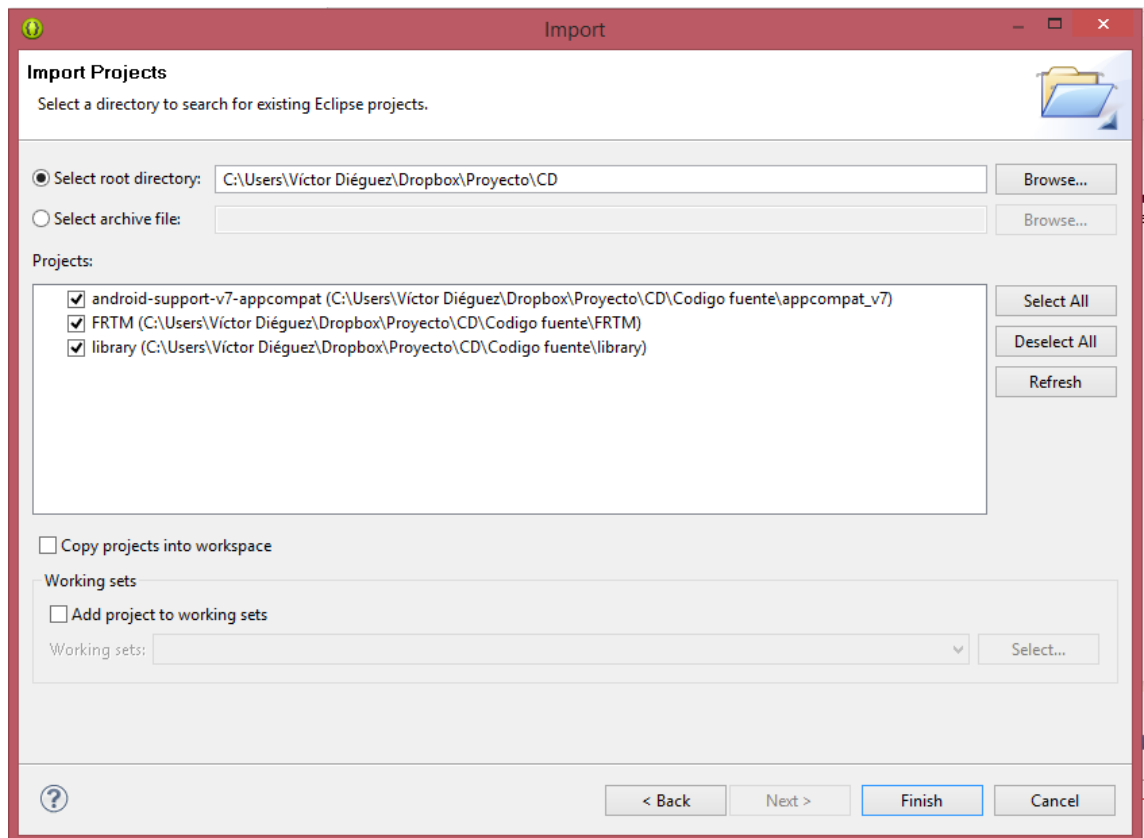 Import
Import Projects
Select a directory to search for existing Eclipse projects.
Select root directory: C:\Users\Víctor Diéguez\Dropbox\Proyecto\CD Browse...
Select archive file: Browse...
Projects:
android-support-v7-appcompat (C:\Users\Víctor Diéguez\Dropbox\Proyecto\CD\Codigo fuente\appcompat_v7) Select All
FRTM (C:\Users\Víctor Diéguez\Dropbox\Proyecto\CD\Codigo fuente\FRTM)
library (C:\Users\Víctor Diéguez\Dropbox\Proyecto\CD\Codigo fuente\library) Deselect All
Refresh
Copy projects into workspace
Working sets
Add project to working sets
Working sets: Select...
? < Back Next > Finish Cancel